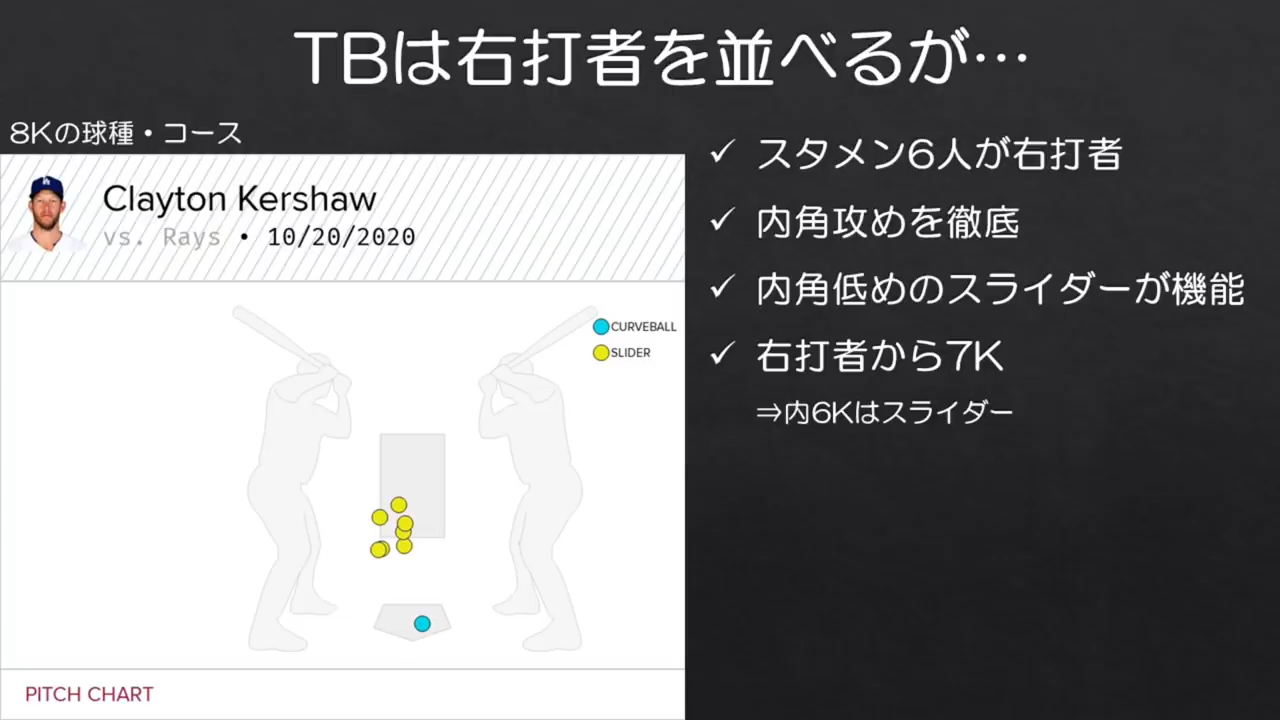 TBは右打者を並べるが…
8Kの球種・コース
Clayton Kershaw
vs. Rays • 10/20/2020
CURVEBALL
SLIDER
PITCH CHART
✓ スタメン6人が右打者
✓ 内角攻めを徹底
✓ 内角低めのスライダーが機能
✓ 右打者から7K
⇒内6Kはスライダー